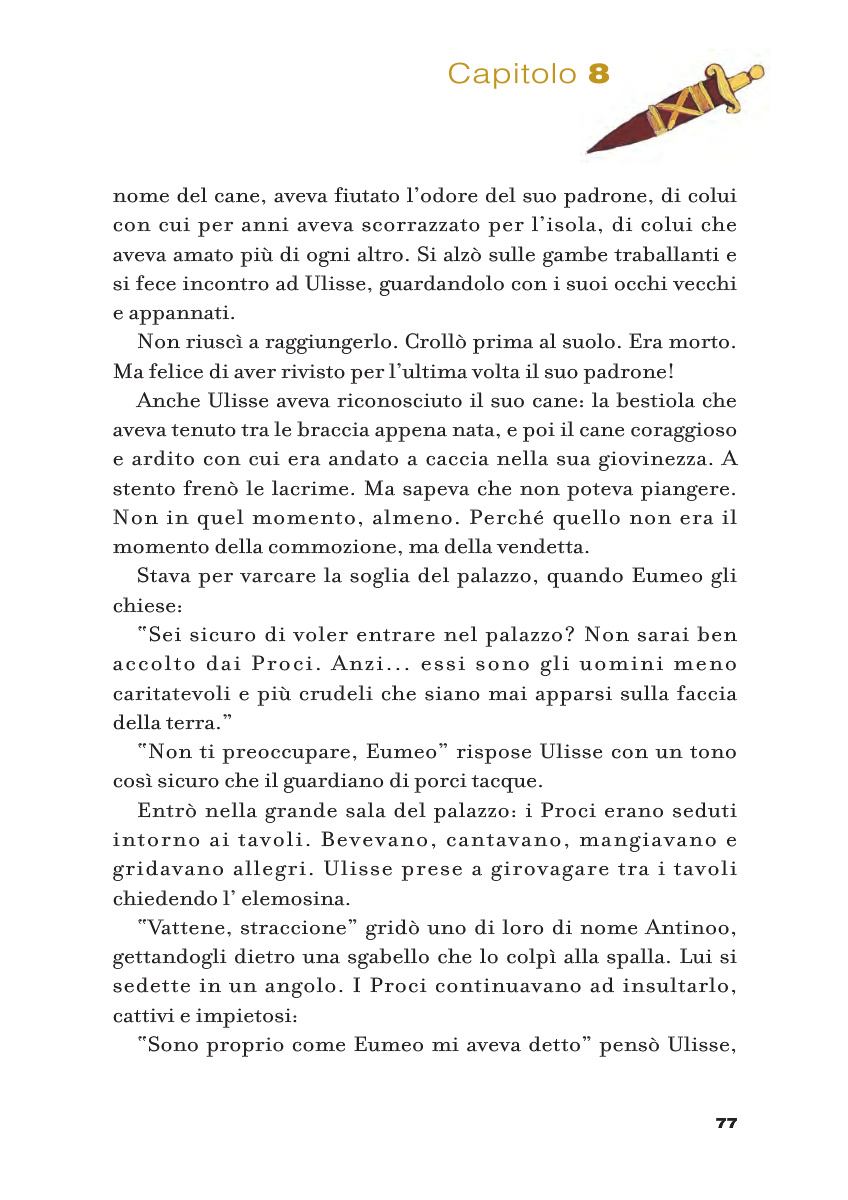 Capitolo 8
nome del cane, aveva fiutato l'odore del suo padrone, di colui
con cui per anni aveva scorrazzato per l'isola, di colui che
aveva amato più di ogni altro. Si alzò sulle gambe traballanti e
si fece incontro ad Ulisse, guardandolo con i suoi occhi vecchi
e appannati.
Non riuscì a raggiungerlo. Crollò prima al suolo. Era morto.
Ma felice di aver rivisto per l'ultima volta il suo padrone!
Anche Ulisse aveva riconosciuto il suo cane: la bestiola che
aveva tenuto tra le braccia appena nata, e poi il cane coraggioso
e ardito con cui era andato a caccia nella sua giovinezza. A
stento frenò le lacrime. Ma sapeva che non poteva piangere.
Non in quel momento, almeno. Perché quello non era il
momento della commozione, ma della vendetta.
Stava per varcare la soglia del palazzo, quando Eumeo gli
chiese:
‟Sei sicuro di voler entrare nel palazzo? Non sarai ben
accolto dai Proci. Anzi... essi sono gli uomini meno
caritatevoli e più crudeli che siano mai apparsi sulla faccia
della terra.”
‟Non ti preoccupare, Eumeo” rispose Ulisse con un tono
così sicuro che il guardiano di porci tacque.
Entrò nella grande sala del palazzo: i Proci erano seduti
intorno ai tavoli. Bevevano, cantavano, mangiavano e
gridavano allegri. Ulisse prese a girovagare tra i tavoli
chiedendo l' elemosina.
‟Vattene, straccione” gridò uno di loro di nome Antinoo,
gettandogli dietro una sgabello che lo colpì alla spalla. Lui si
sedette in un angolo. I Proci continuavano ad insultarlo,
cattivi e impietosi:
‟Sono proprio come Eumeo mi aveva detto” pensò Ulisse,
77